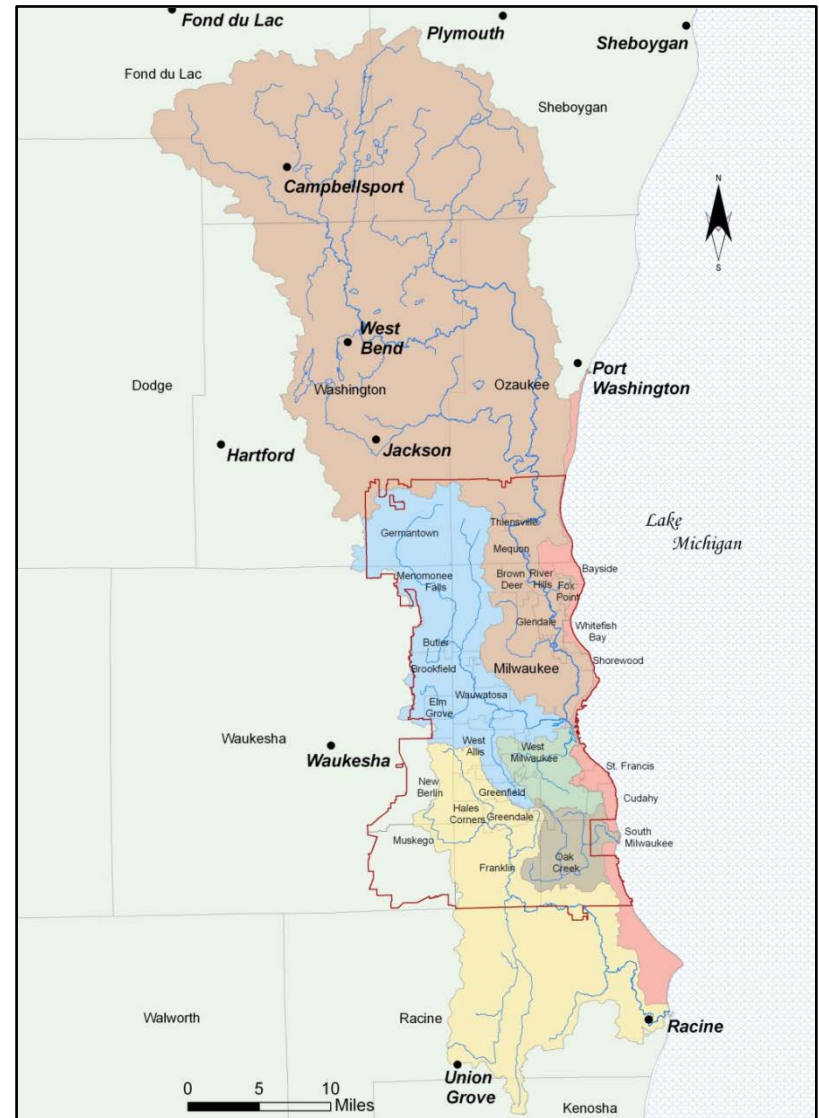 Fond du Lac
Plymouth
Sheboygan
Fond du Lac
Sheboygan
Campbellsport
N
S
West
Bend
Port
Washington
Dodge
Washington
Ozaukee
Hartford
Jackson
Lake
Michigan
Thiensville
Germantown
Mequon
Bayside
Menomonee
Falls
Brown
Deer
River
Hills
Fox
Point
Glendale
Whitefish
Bay
Butler
Shorewood
Brookfield
Milwaukee
Wauwatosa
Elm
Grove
Waukesha
Waukesha
West
Allis
West
Milwaukee
St. Francis
New
Berlin
Greenfield
Cudahy
Hales
Corners
Greendale
South
Milwaukee
Muskego
Franklin
Oak
Creek
Walworth
Racine
Racine
Union
Grove
Kenosha
0 5 10
Miles